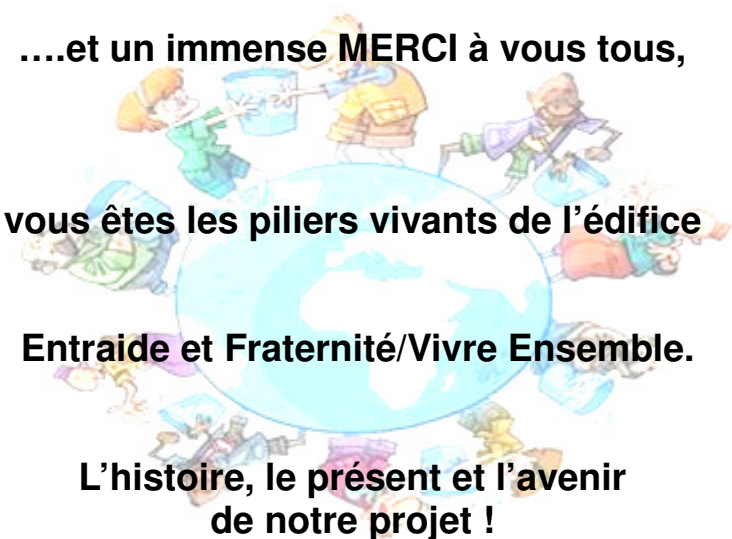 ….et un immense MERCI à vous tous,
vous êtes les piliers vivants de l’édifice
Entraide et Fraternité/Vivre Ensemble.
L’histoire, le présent et l’avenir
de notre projet !